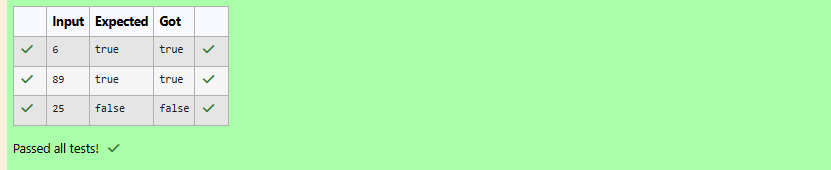 Input Expected Got
6 true true
89 true true
25 false false
Passed all tests!